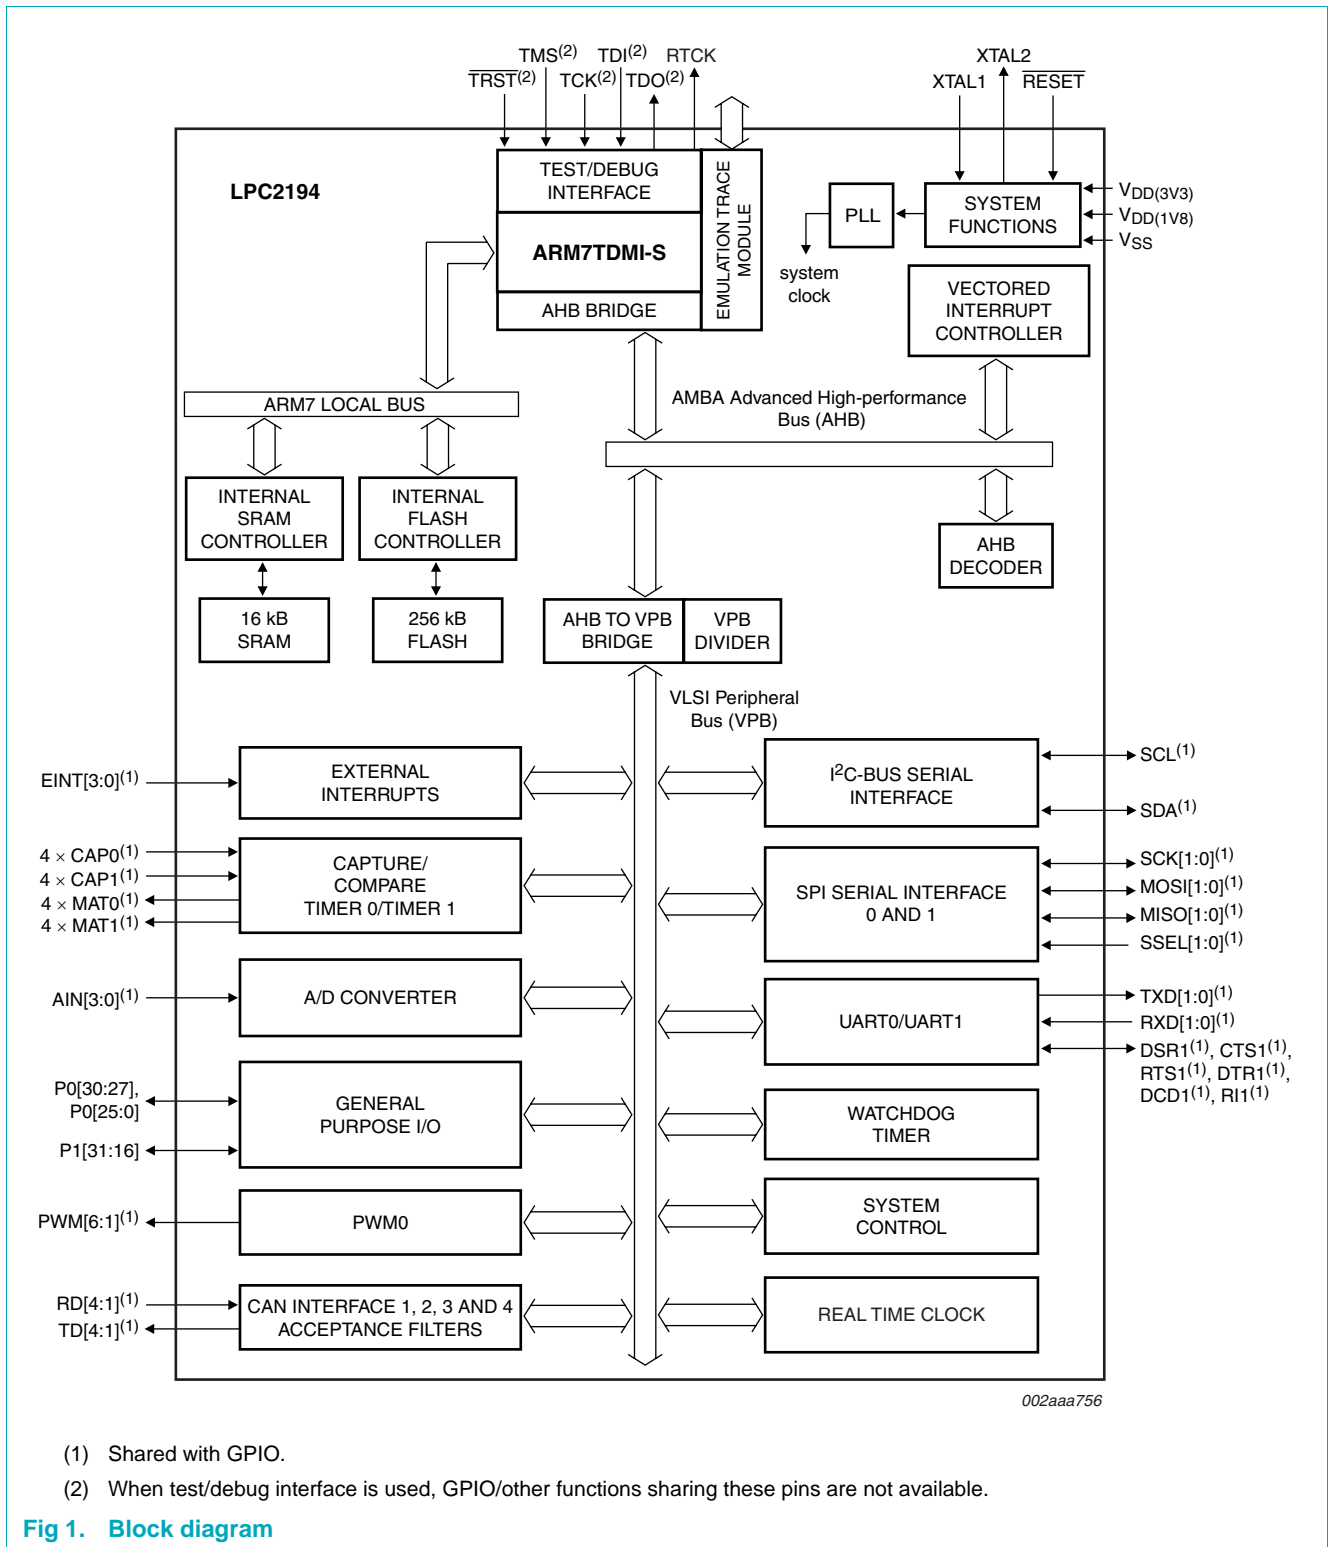 TMS(2) TDI(2) RTCK
TRST(2) TCK(2) TDO(2)
XTAL2
XTAL1 RESET
LPC2194
TEST/DEBUG
INTERFACE
ARM7TDMI-S
AHB BRIDGE
EMULATION TRACE
MODULE
PLL
SYSTEM
FUNCTIONS
VDD(3V3)
VDD(1V8)
VSS
system
clock
VECTORED
INTERRUPT
CONTROLLER
ARM7 LOCAL BUS
AMBA Advanced High-performance
Bus (AHB)
INTERNAL
SRAM
CONTROLLER
INTERNAL
FLASH
CONTROLLER
AHB
DECODER
16 kB
SRAM
256 kB
FLASH
AHB TO VPB
BRIDGE
VPB
DIVIDER
VLSI Peripheral
Bus (VPB)
EINT[3:0](1)
EXTERNAL
INTERRUPTS
I2C-BUS SERIAL
INTERFACE
SCL(1)
SDA(1)
4 × CAP0(1)
4 × CAP1(1)
4 × MAT0(1)
4 × MAT1(1)
CAPTURE/
COMPARE
TIMER 0/TIMER 1
SPI SERIAL INTERFACE
0 AND 1
SCK[1:0](1)
MOSI[1:0](1)
MISO[1:0](1)
SSEL[1:0](1)
AIN[3:0](1)
A/D CONVERTER
UART0/UART1
TXD[1:0](1)
RXD[1:0](1)
DSR1(1), CTS1(1),
RTS1(1), DTR1(1),
DCD1(1), RI1(1)
P0[30:27],
P0[25:0]
P1[31:16]
GENERAL
PURPOSE I/O
WATCHDOG
TIMER
PWM[6:1](1)
PWM0
SYSTEM
CONTROL
RD[4:1](1)
TD[4:1](1)
CAN INTERFACE 1, 2, 3 AND 4
ACCEPTANCE FILTERS
REAL TIME CLOCK
002aaa756
(1) Shared with GPIO.
(2) When test/debug interface is used, GPIO/other functions sharing these pins are not available.
Fig 1. Block diagram